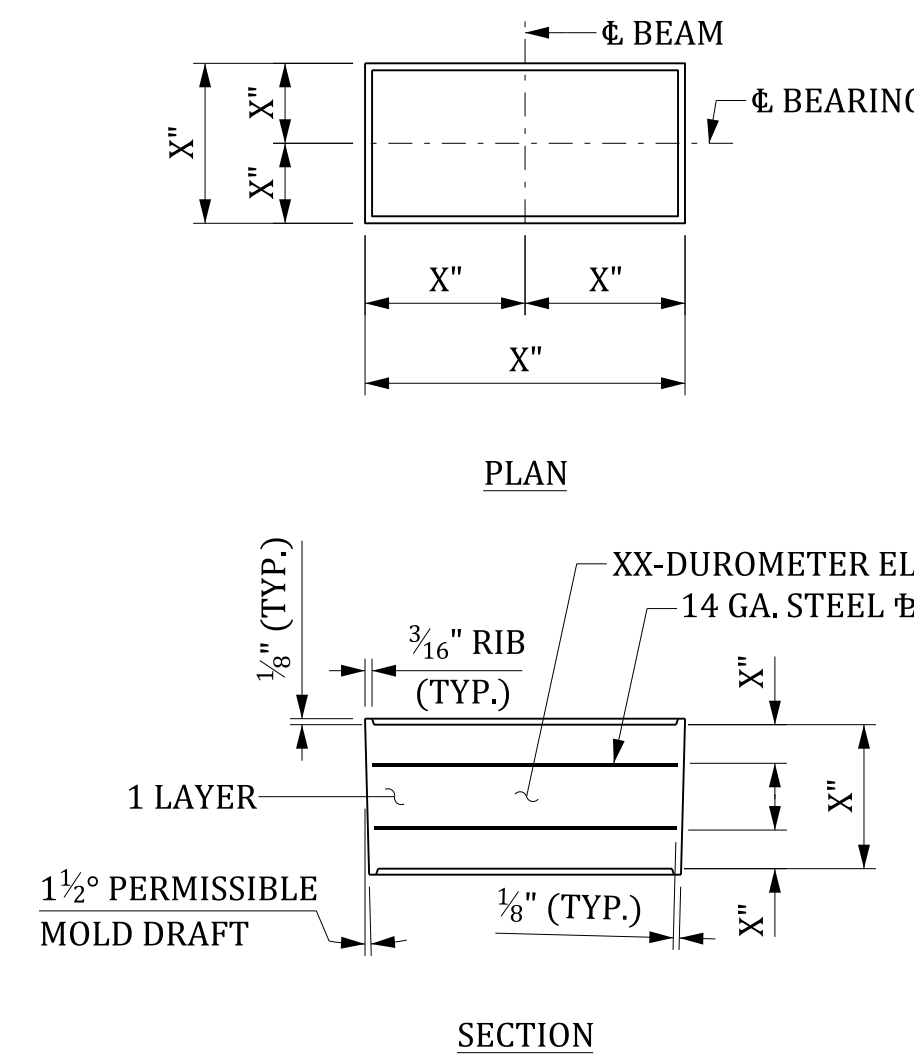 ℄ BEAM
℄ BEARING
X"
X"
X"
X"
X"
X"
PLAN
⅛" (TYP.)
XX-DUROMETER EL
14 GA. STEEL
3/16" RIB
(TYP.)
X"
1 LAYER
X"
1½° PERMISSIBLE
MOLD DRAFT
⅛" (TYP.)
X"
SECTION